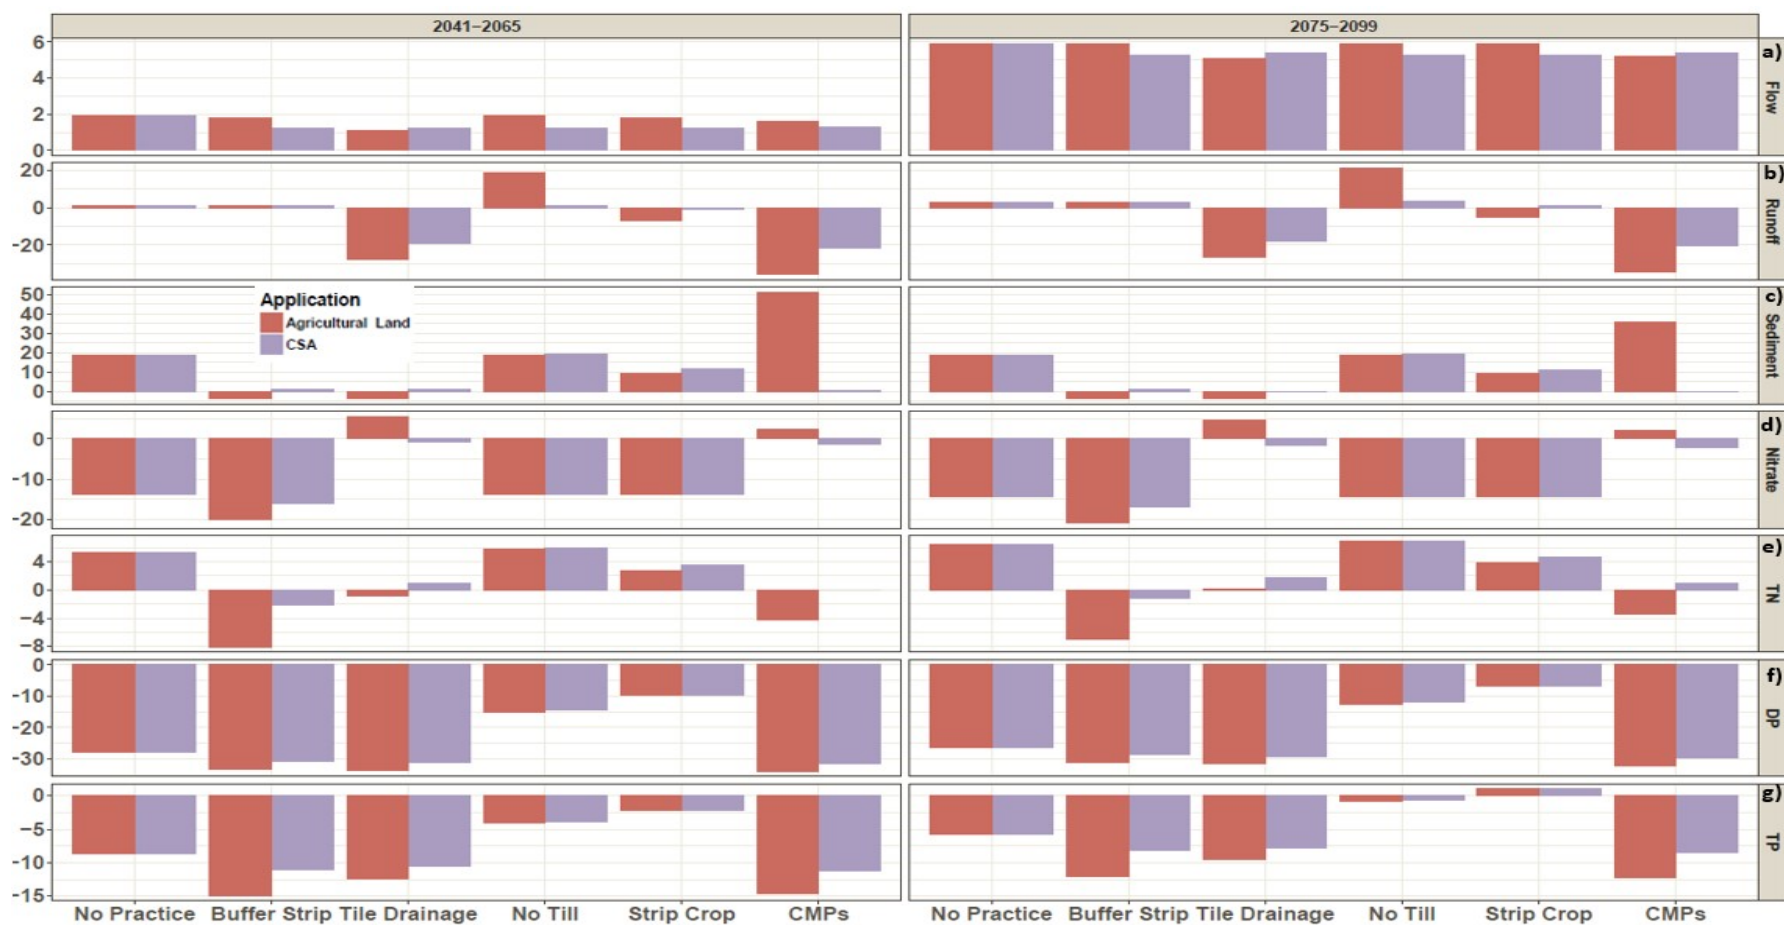 2041–2065 2075–2099
6
4
2
0
a)
Flow
20
0
-20
b)
Runoff
50
40
30
20
10
0
Application
Agricultural Land
CSA
c)
Sediment
0
-10
-20
d)
Nitrate
4
0
-4
-8
e)
TN
0
-10
-20
-30
f)
DP
0
-5
-10
-15
g)
TP
No Practice Buffer Strip Tile Drainage No Till Strip Crop CMPs No Practice Buffer Strip Tile Drainage No Till Strip Crop CMPs